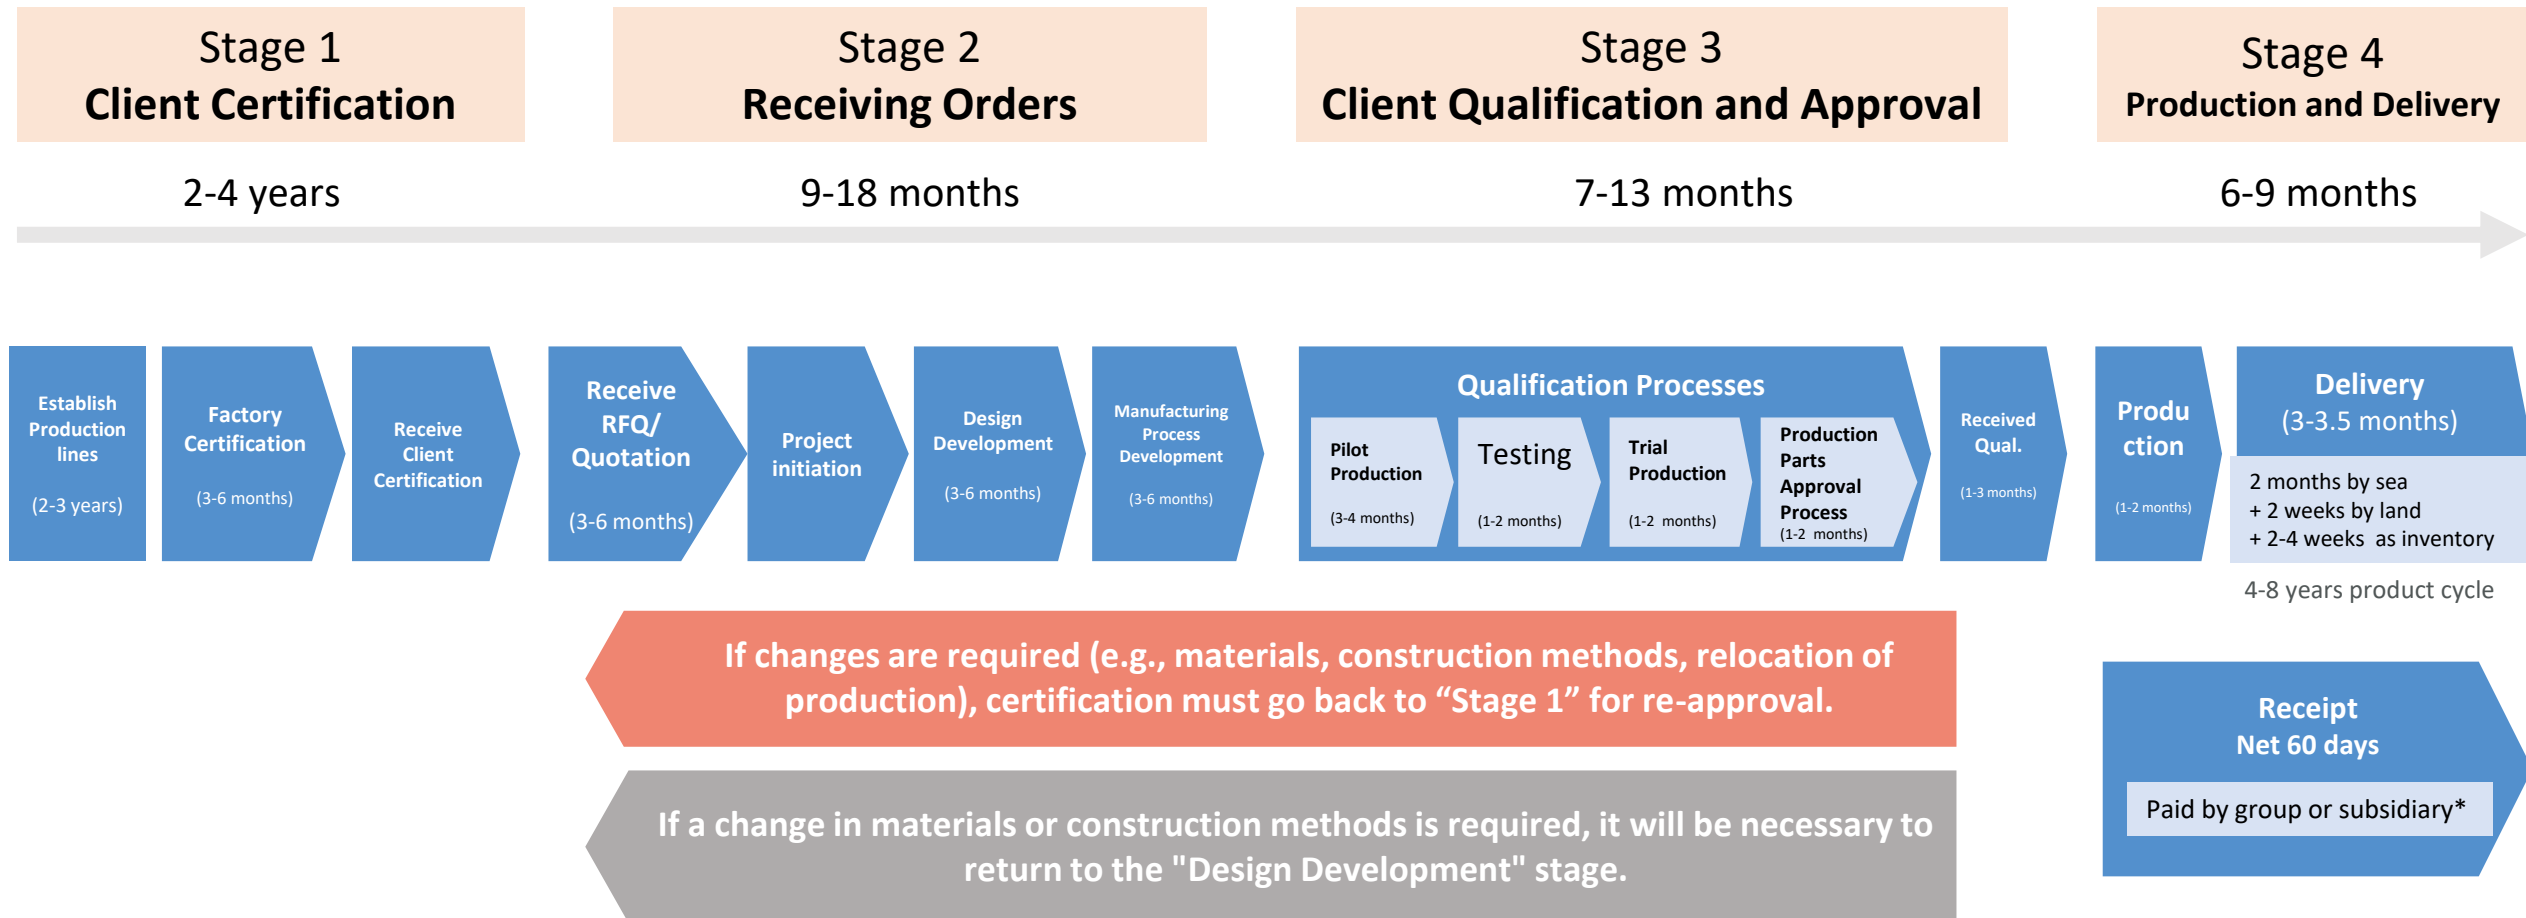 Stage 1
Client Certification
Stage 2
Receiving Orders
Stage 3
Client Qualification and Approval
Stage 4
Production and Delivery
2-4 years
9-18 months
7-13 months
6-9 months
Establish
Production
lines
(2-3 years)
Factory
Certification
(3-6 months)
Receive
Client
Certification
Receive
RFQ/
Quotation
(3-6 months)
Project
initiation
Design
Development
(3-6 months)
Manufacturing
Process
Development
(3-6 months)
Qualification Processes
Pilot
Production
(3-4 months)
Testing
(1-2 months)
Trial
Production
(1-2 months)
Production
Parts
Approval
Process
(1-2 months)
Received
Qual.
(1-3 months)
Produ
ction
(1-2 months)
Delivery
(3-3.5 months)
2 months by sea
+ 2 weeks by land
+ 2-4 weeks as inventory
4-8 years product cycle
If changes are required (e.g., materials, construction methods, relocation of
production), certification must go back to “Stage 1” for re-approval.
If a change in materials or construction methods is required, it will be necessary to
return to the "Design Development" stage.
Receipt
Net 60 days
Paid by group or subsidiary*